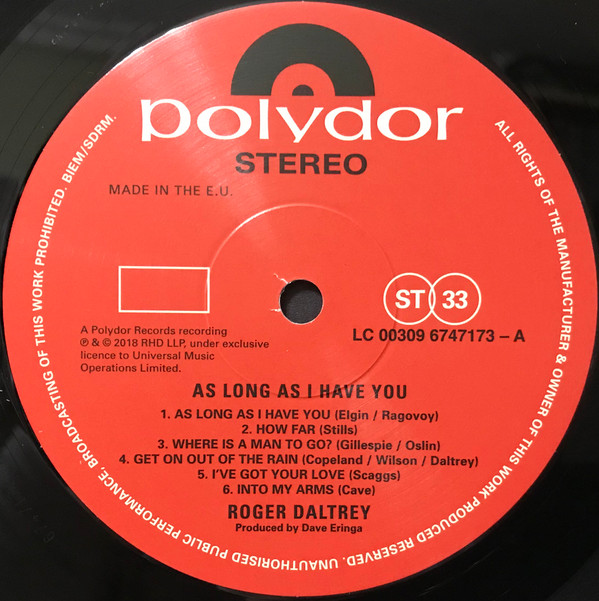 polydor
STEREO
MADE IN THE E.U.
ST 33
LC 00309 6747173 – A
A Polydor Records recording
℗ & © 2018 RHD LLP, under exclusive
licence to Universal Music
Operations Limited.
AS LONG AS I HAVE YOU
1. AS LONG AS I HAVE YOU (Elgin / Ragovoy)
2. HOW FAR (Stills)
3. WHERE IS A MAN TO GO? (Gillespie / Oslin)
4. GET ON OUT OF THE RAIN (Copeland / Wilson / Daltrey)
5. I'VE GOT YOUR LOVE (Scaggs)
6. INTO MY ARMS (Cave)
ROGER DALTREY
Produced by Dave Eringa
ALL RIGHTS OF THE MANUFACTURER & OWNER OF THIS WORK PRODUCED RESERVED. UNAUTHORISED PUBLIC PERFORMANCE, BROADCASTING OF THIS WORK PROHIBITED. BIEM/SDRM.